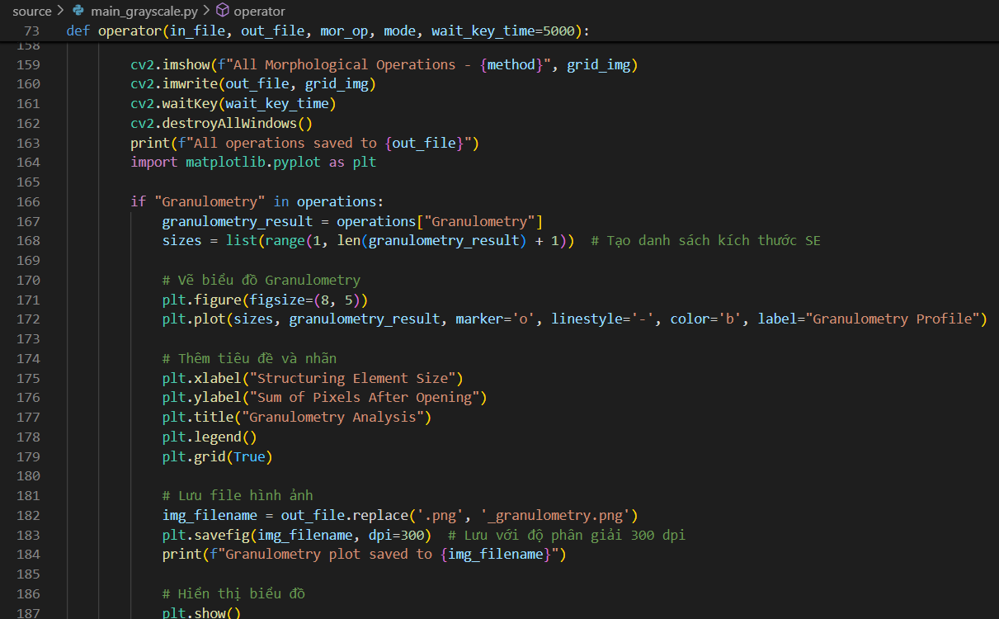 source > main_grayscale.py > operator
73 def operator(in_file, out_file, mor_op, mode, wait_key_time=5000):
158
159 cv2.imshow(f"All Morphological Operations - {method}", grid_img)
160 cv2.imwrite(out_file, grid_img)
161 cv2.waitKey(wait_key_time)
162 cv2.destroyAllWindows()
163 print(f"All operations saved to {out_file}")
164 import matplotlib.pyplot as plt
165
166 if "Granulometry" in operations:
167 granulometry_result = operations["Granulometry"]
168 sizes = list(range(1, len(granulometry_result) + 1))  # Tạo danh sách kích thước SE
169
170 # Vẽ biểu đồ Granulometry
171 plt.figure(figsize=(8, 5))
172 plt.plot(sizes, granulometry_result, marker='o', linestyle='-', color='b', label="Granulometry Profile")
173
174 # Thêm tiêu đề và nhãn
175 plt.xlabel("Structuring Element Size")
176 plt.ylabel("Sum of Pixels After Opening")
177 plt.title("Granulometry Analysis")
178 plt.legend()
179 plt.grid(True)
180
181 # Lưu file hình ảnh
182 img_filename = out_file.replace('.png', '_granulometry.png')
183 plt.savefig(img_filename, dpi=300)  # Lưu với độ phân giải 300 dpi
184 print(f"Granulometry plot saved to {img_filename}")
185
186 # Hiển thị biểu đồ
187 plt.show()